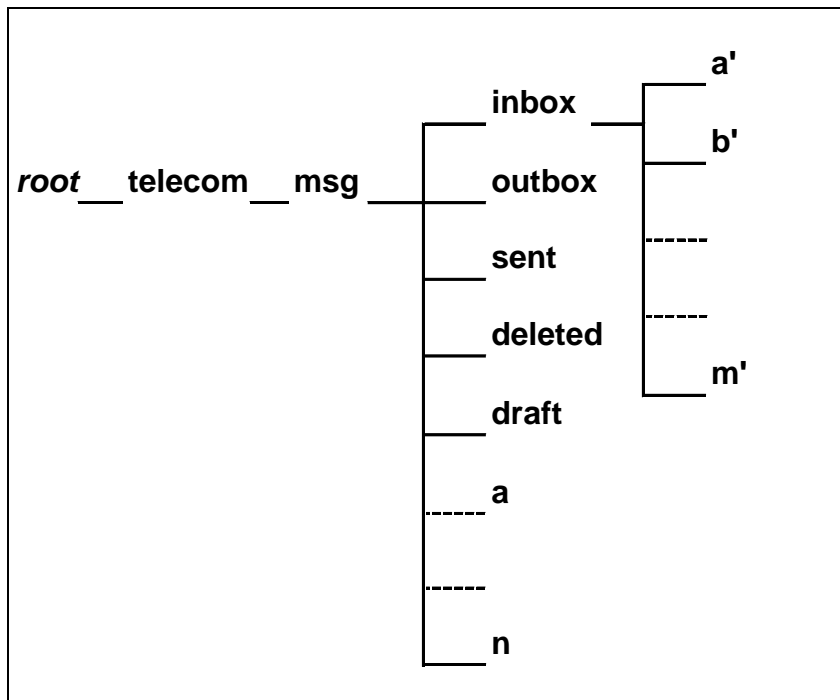 root telecom msg
inbox
outbox
sent
deleted
draft
a
n
a'
b'
m'